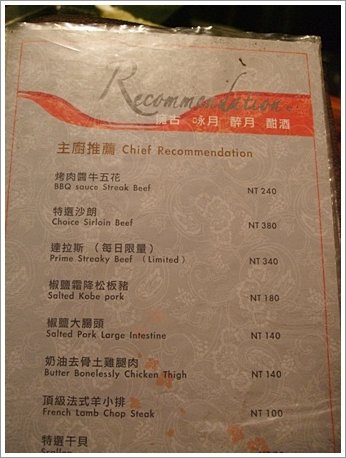 Recommendation
詠月 醉月 酣酒
主廚推薦 Chief Recommendation
烤肉醬牛五花
BBQ sauce Streak Beef NT 240
特選沙朗
Choice Sirlain Beef NT 380
達拉斯 （每日限量）
Prime Streaky Beef （Limited） NT 340
椒鹽霜降松板豬
Salted Kobe pork NT 180
椒鹽大腸頭
Salted Pork Large Intestine NT 140
奶油去骨土雞腿肉
Butter Bonelessly Chicken Thigh NT 140
頂級法式羊小排
French Lamb Chop Steak NT 100
特選干貝